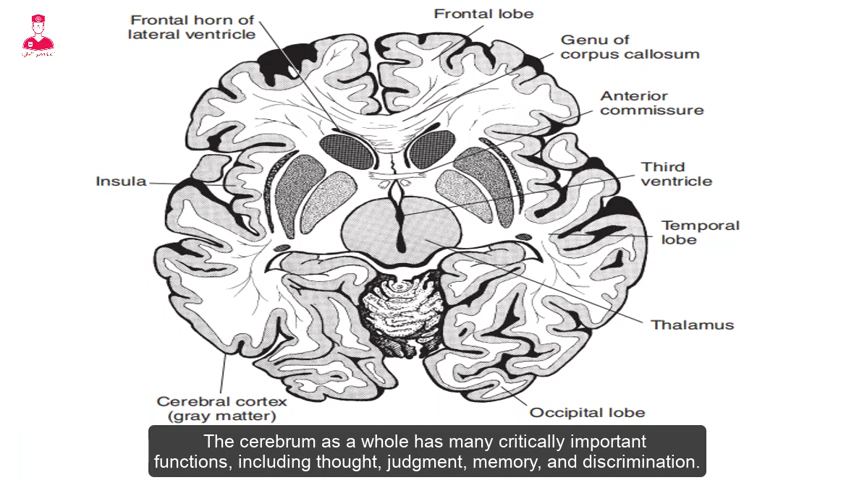 Frontal horn of
lateral ventricle
Frontal lobe
Genu of
corpus callosum
Anterior
commissure
Insula
Third
ventricle
Temporal
lobe
Thalamus
Cerebral cortex
(gray matter)
Occipital lobe
The cerebrum as a whole has many critically important
functions, including thought, judgment, memory, and discrimination.